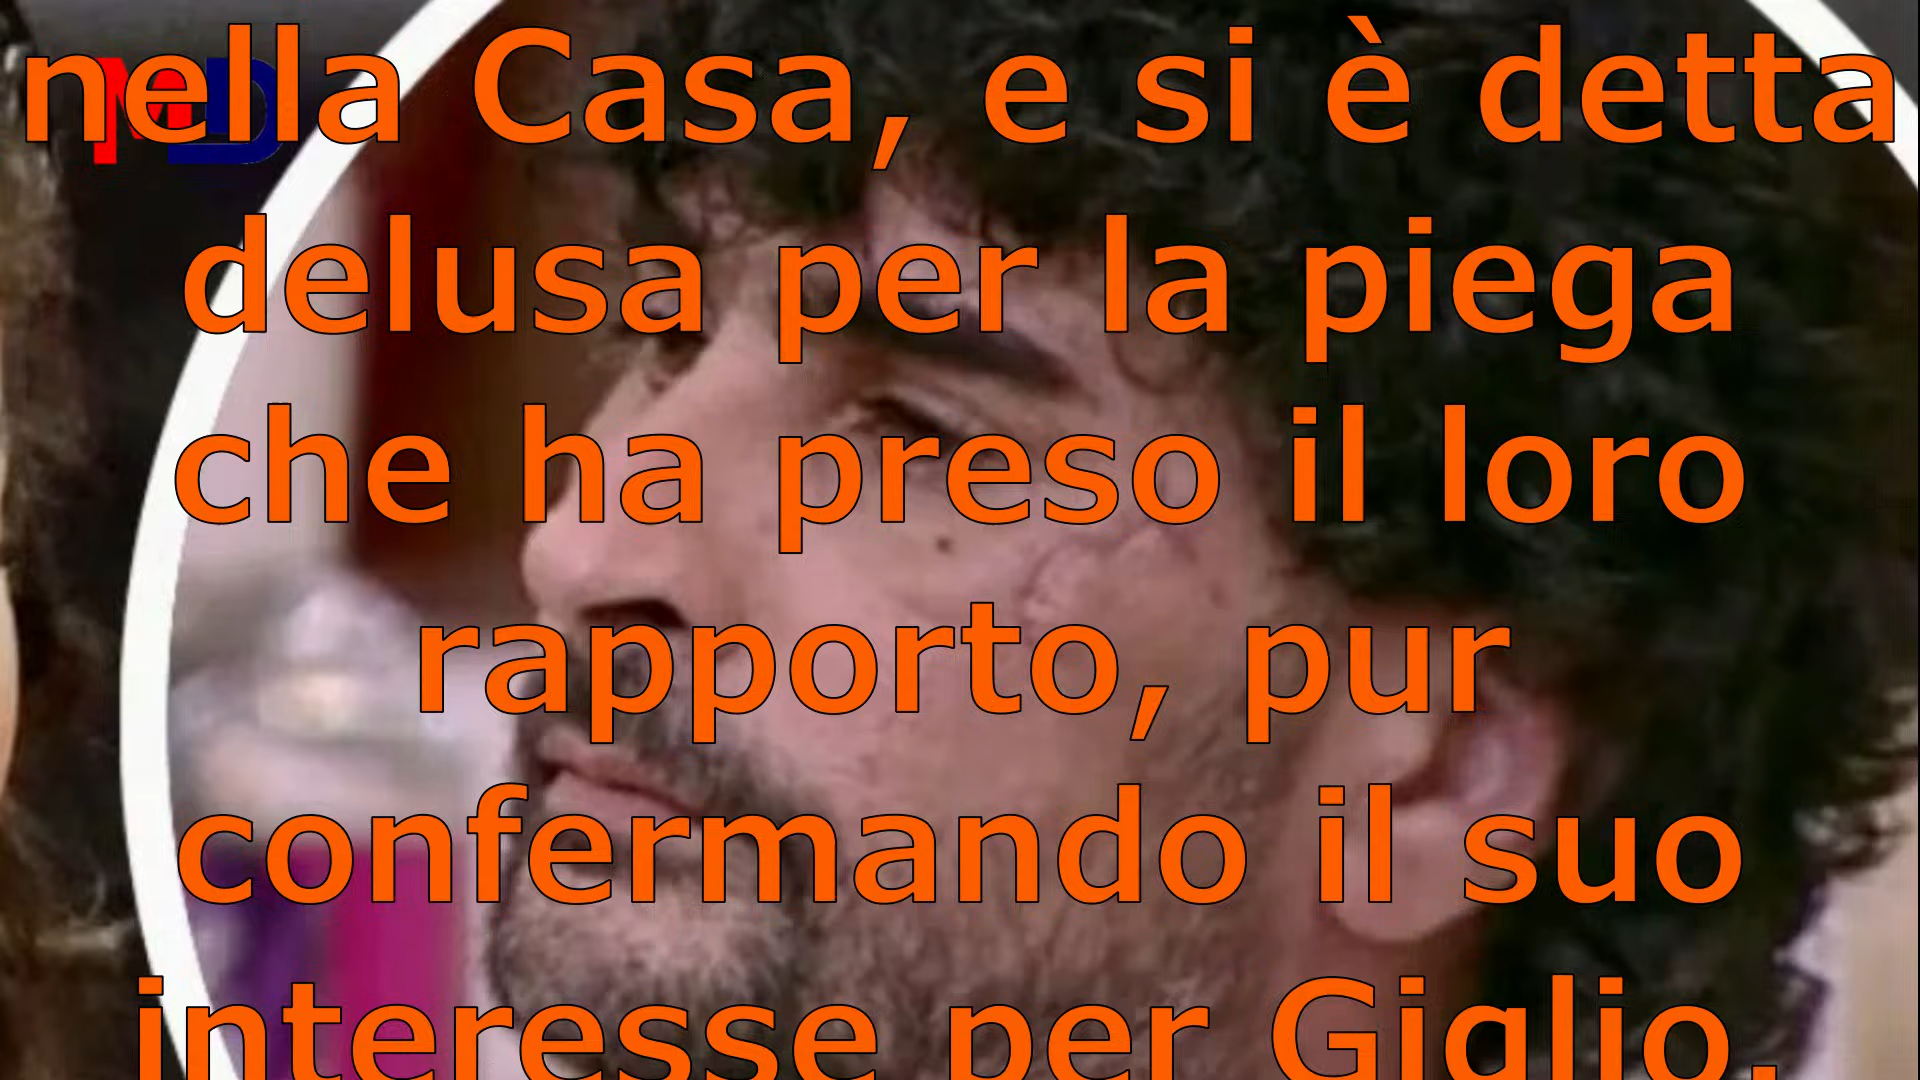 nella Casa, e si è detta
MD
delusa per la piega
che ha preso il loro
rapporto, pur
confermando il suo
interesse per Giglio.